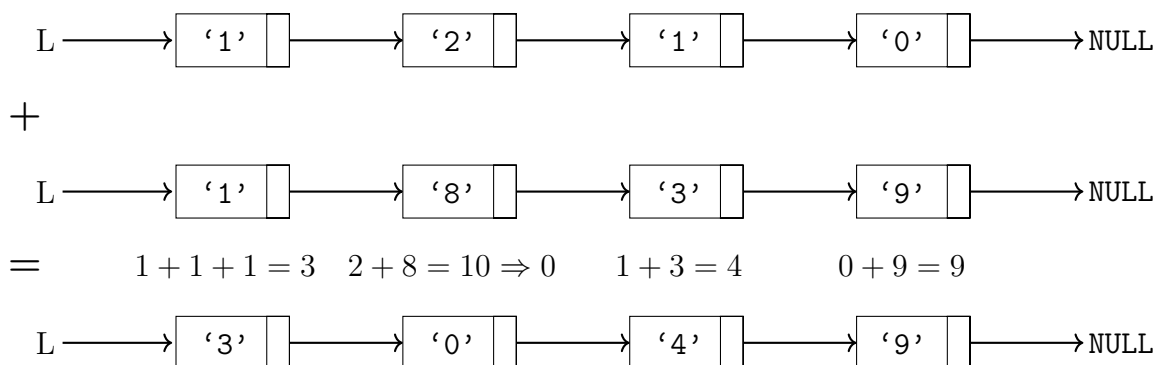 L ‘1’ ‘2’ ‘1’ ‘0’ NULL
+
L ‘1’ ‘8’ ‘3’ ‘9’ NULL
= 1 + 1 + 1 = 3 2 + 8 = 10 ⇒ 0 1 + 3 = 4 0 + 9 = 9
L ‘3’ ‘0’ ‘4’ ‘9’ NULL